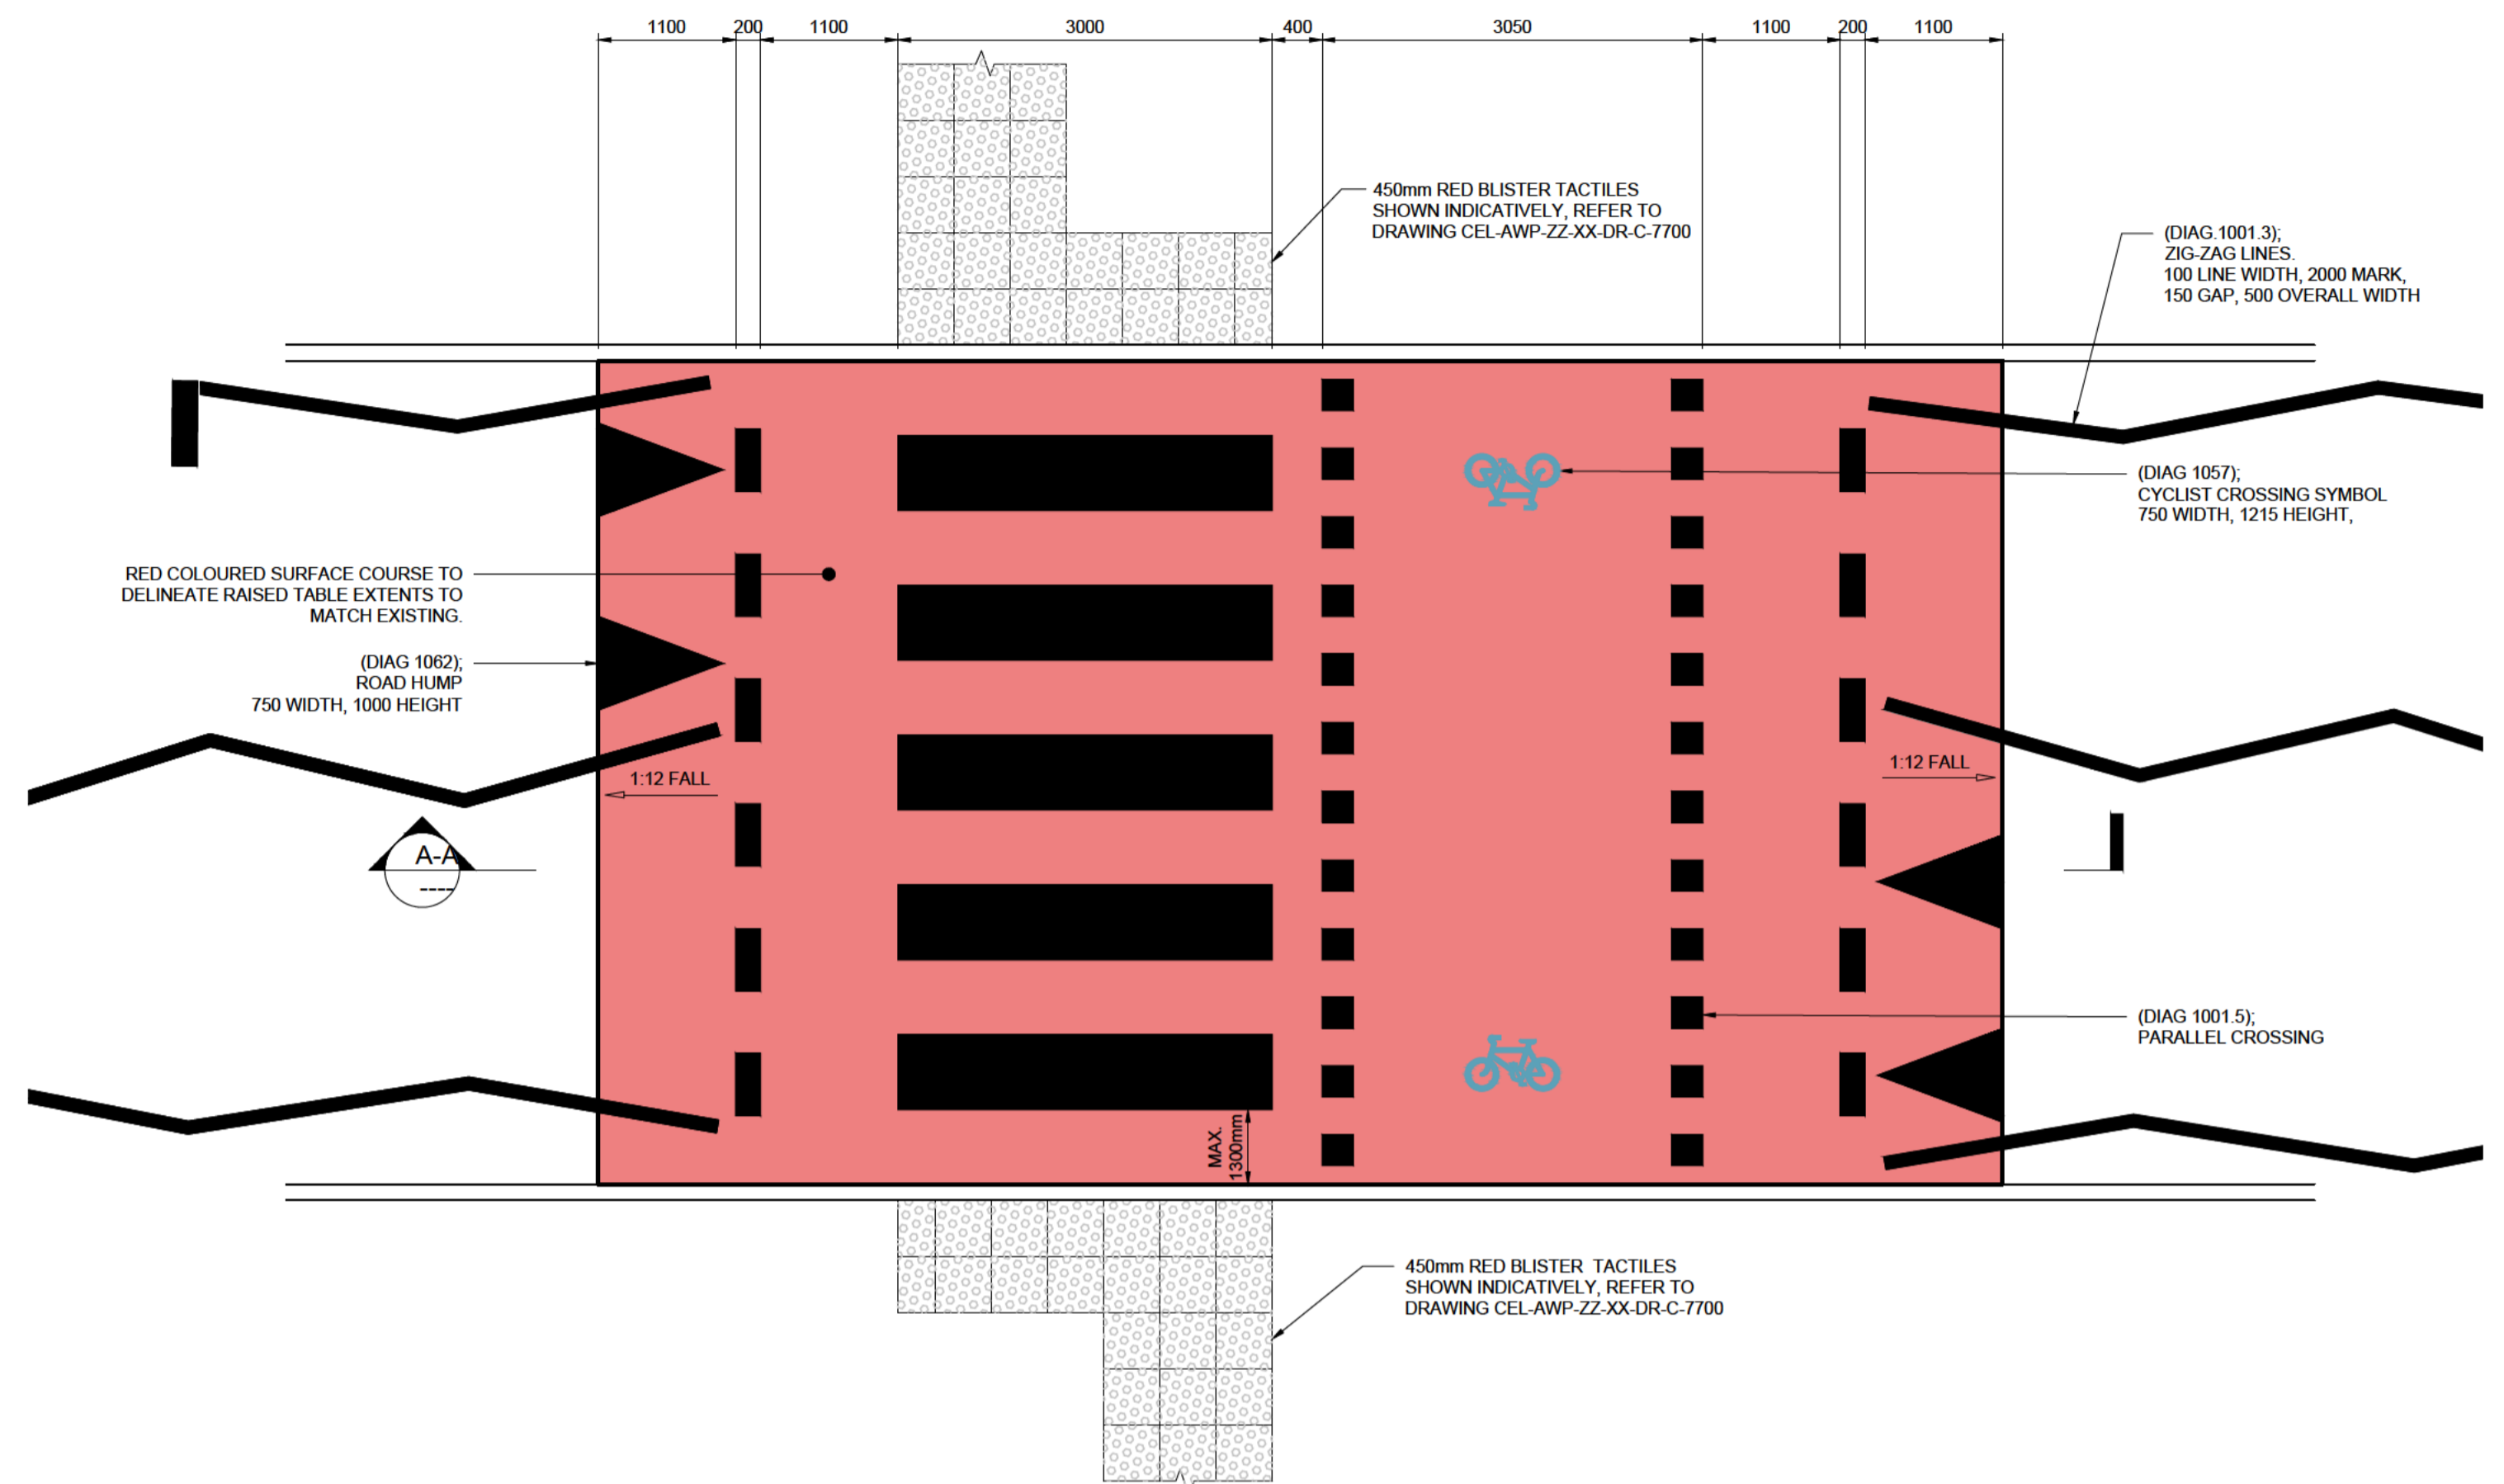 1100 200 1100 3000 400 3050 1100 200 1100
450mm RED BLISTER TACTILES
SHOWN INDICATIVELY, REFER TO
DRAWING CEL-AWP-ZZ-XX-DR-C-7700
(DIAG.1001.3);
ZIG-ZAG LINES.
100 LINE WIDTH, 2000 MARK,
150 GAP, 500 OVERALL WIDTH
(DIAG 1057);
CYCLIST CROSSING SYMBOL
750 WIDTH, 1215 HEIGHT,
RED COLOURED SURFACE COURSE TO
DELINEATE RAISED TABLE EXTENTS TO
MATCH EXISTING.
(DIAG 1062);
ROAD HUMP
750 WIDTH, 1000 HEIGHT
1:12 FALL
1:12 FALL
A-A
----
(DIAG 1001.5);
PARALLEL CROSSING
MAX.
1300mm
450mm RED BLISTER TACTILES
SHOWN INDICATIVELY, REFER TO
DRAWING CEL-AWP-ZZ-XX-DR-C-7700